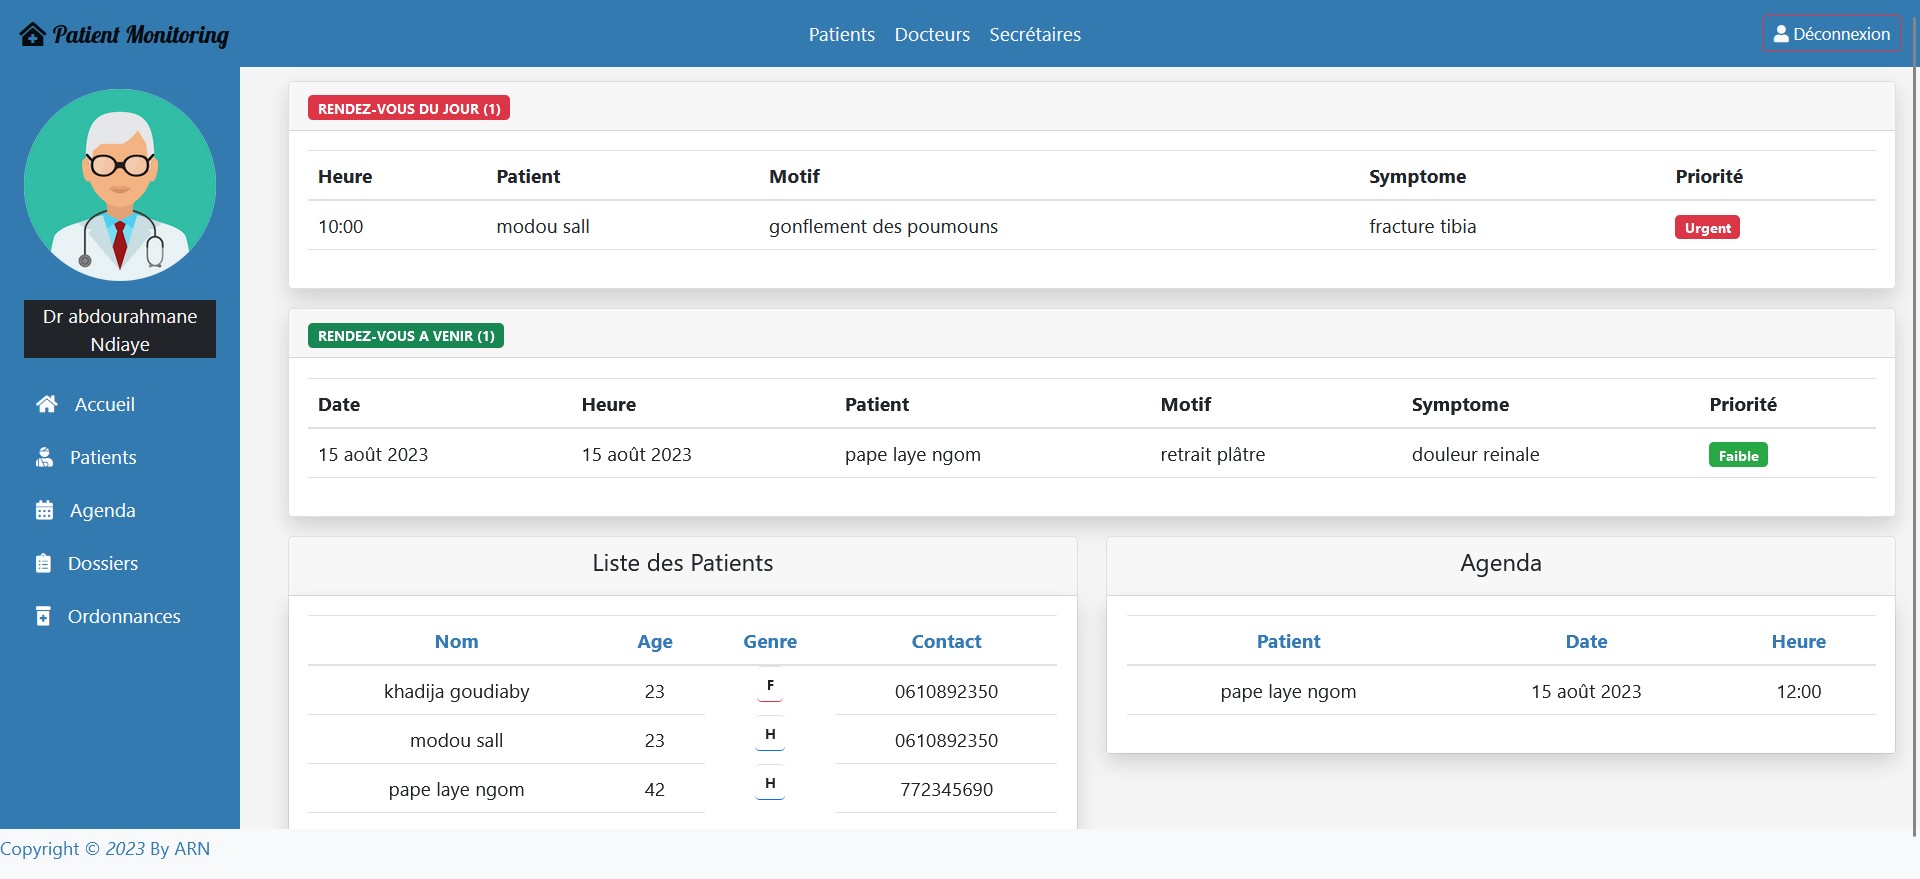 Patient Monitoring
Patients Docteurs Secrétaires
Déconnexion
Dr abdourahmane
Ndiaye
Accueil
Patients
Agenda
Dossiers
Ordonnances
RENDEZ-VOUS DU JOUR (1)
Heure Patient Motif Symptome Priorité
10:00 modou sall gonflement des poumouns fracture tibia Urgent
RENDEZ-VOUS A VENIR (1)
Date Heure Patient Motif Symptome Priorité
15 août 2023 15 août 2023 pape laye ngom retrait plâtre douleur reinale Faible
Liste des Patients
Nom Age Genre Contact
khadija goudiaby 23 F 0610892350
modou sall 23 H 0610892350
pape laye ngom 42 H 772345690
Agenda
Patient Date Heure
pape laye ngom 15 août 2023 12:00
Copyright © 2023 By ARN